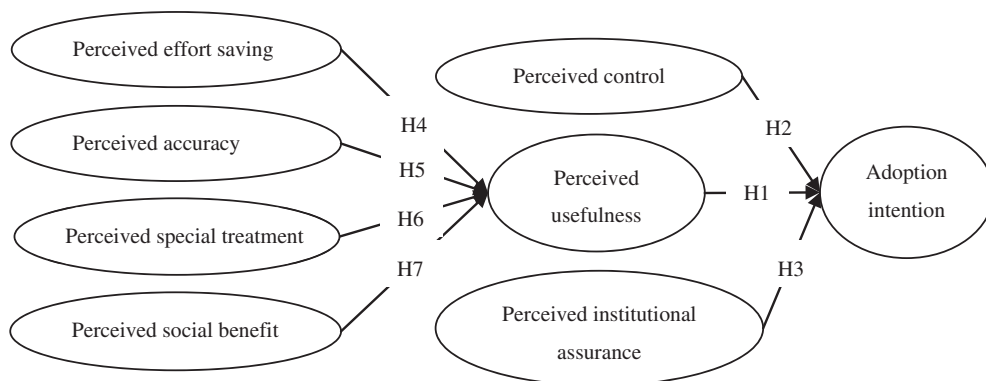 Perceived effort saving
Perceived accuracy
Perceived special treatment
Perceived social benefit
H4
H5
H6
H7
Perceived control
Perceived
usefulness
Perceived institutional
assurance
H2
H1
H3
Adoption
intention